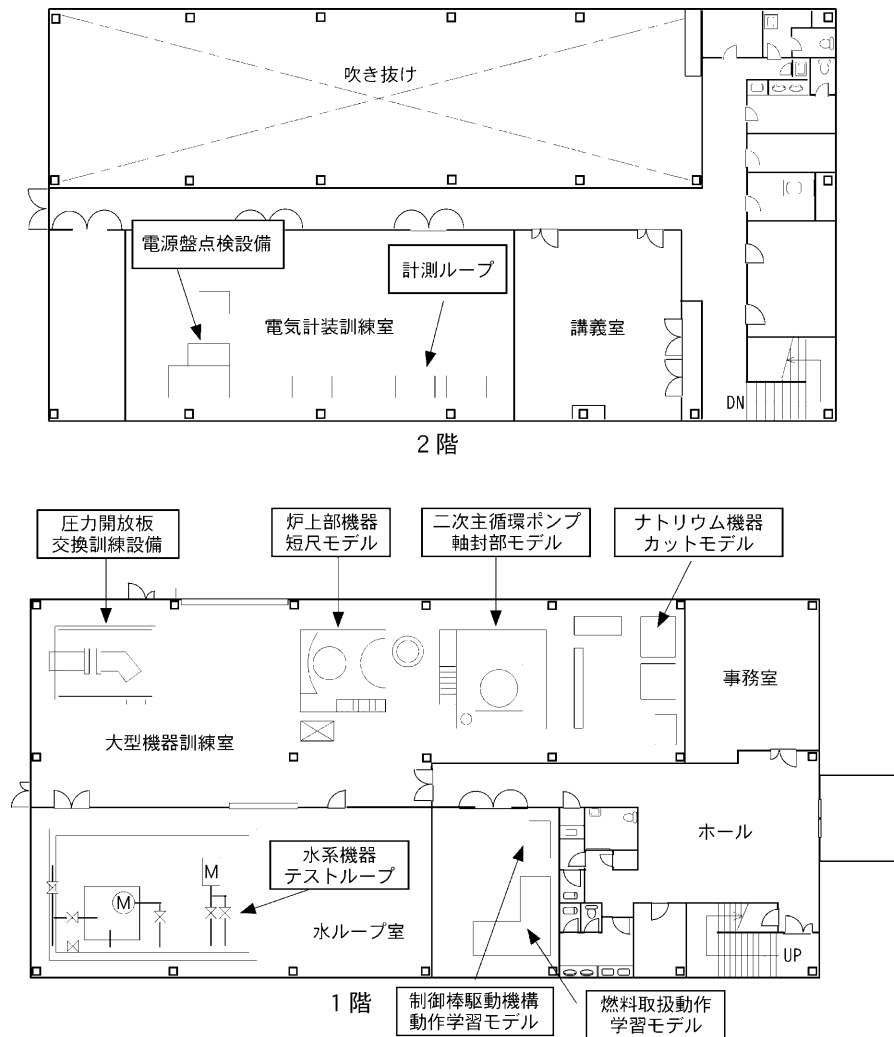 吹き抜け
電源盤点検設備
計測ループ
電気計装訓練室
講義室
DN
2階
圧力開放板
交換訓練設備
炉上部機器
短尺モデル
二次主循環ポンプ
軸封部モデル
ナトリウム機器
カットモデル
事務室
大型機器訓練室
ホール
水系機器
テストループ
M
M
水ループ室
UP
1階
制御棒駆動機構
動作学習モデル
燃料取扱動作
学習モデル